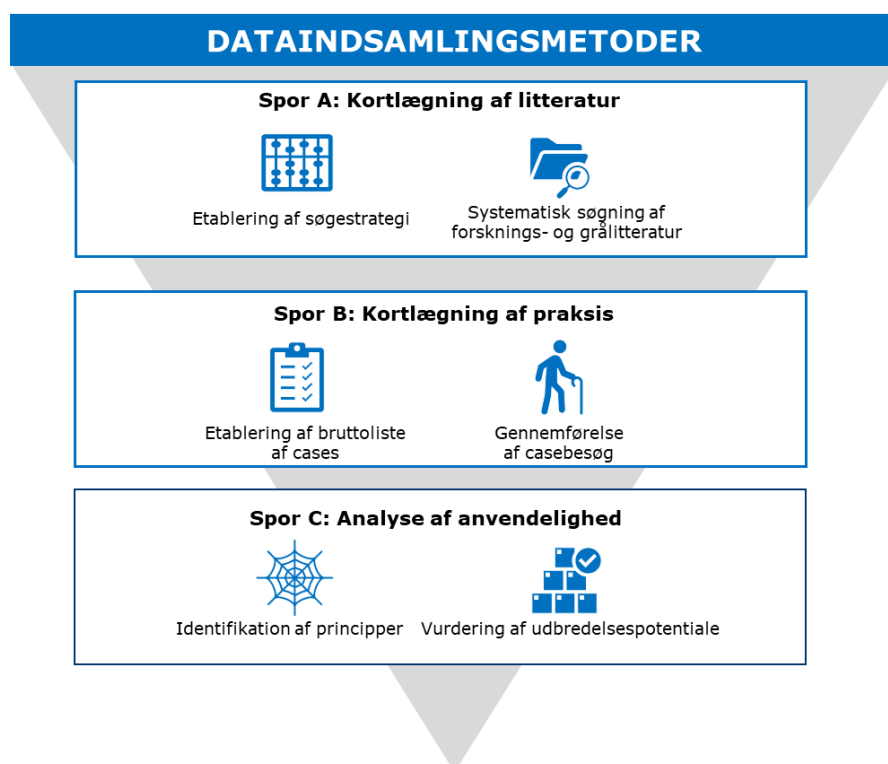 DATAINDSAMLINGSMETODER
Spor A: Kortlægning af litteratur
Etablering af søgestrategi
Systematisk søgning af
forsknings- og grålitteratur
Spor B: Kortlægning af praksis
Etablering af bruttoliste
af cases
Gennemførelse
af casebesøg
Spor C: Analyse af anvendelighed
Identifikation af principper
Vurdering af udbredelsespotentiale